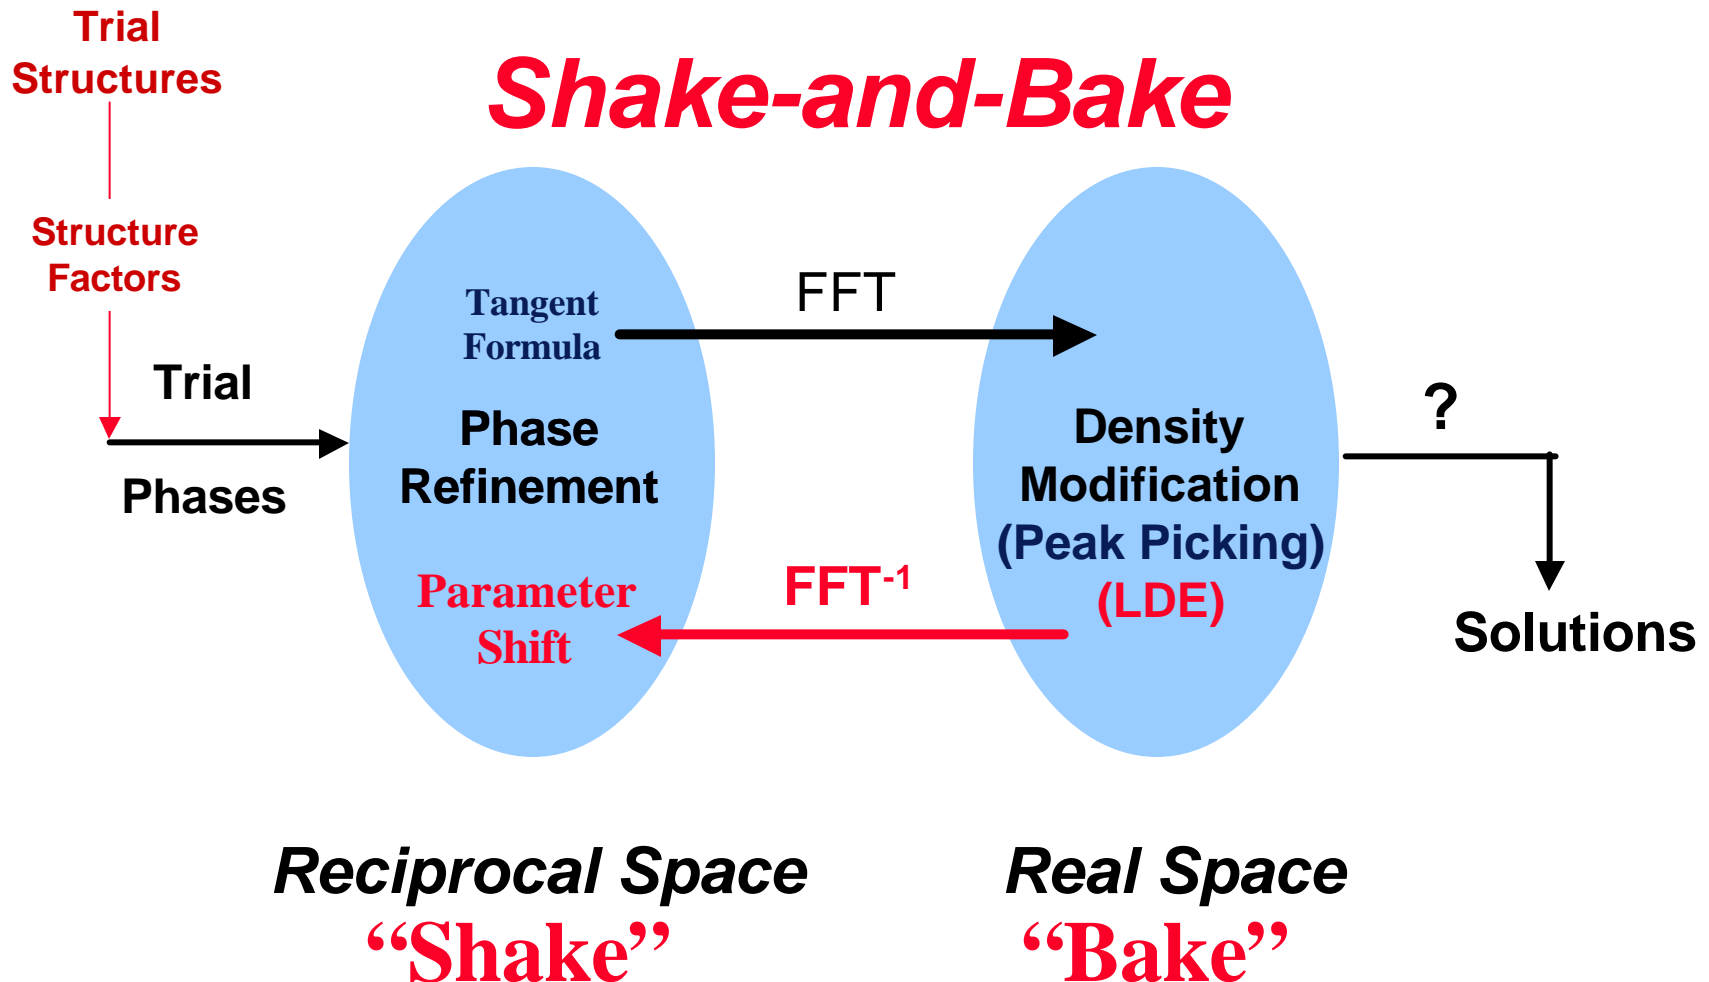 Trial
Structures
Shake-and-Bake
Structure
Factors
Trial
Phases
Tangent
Formula
Phase
Refinement
Parameter
Shift
FFT
FFT⁻¹
Density
Modification
(Peak Picking)
(LDE)
?
Solutions
Reciprocal Space
“Shake”
Real Space
“Bake”